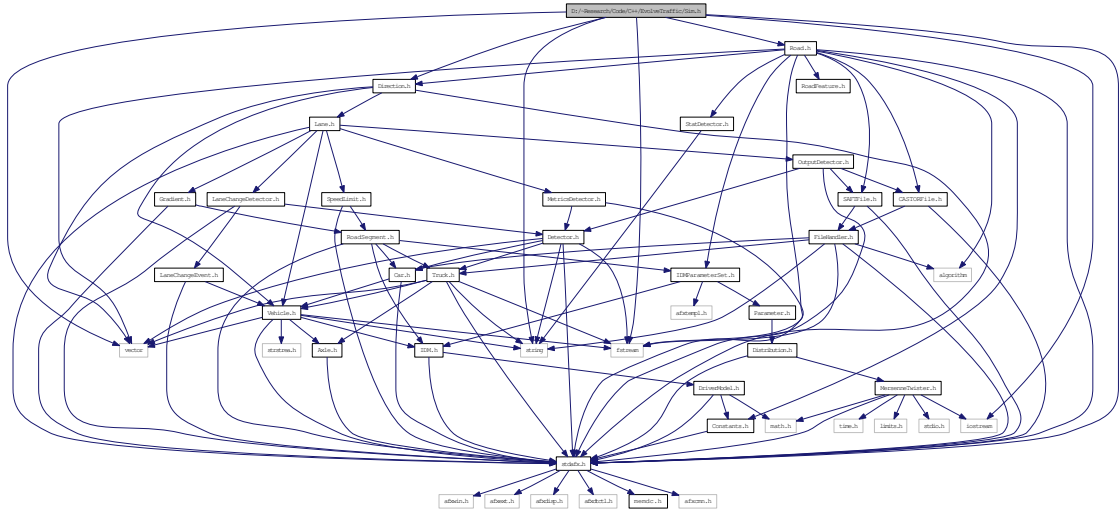 D:/~Research/Code/C++/EvolveTraffic/Sim.h
Road.h
Direction.h
RoadFeature.h
Lane.h
StatDetector.h
OutputDetector.h
Gradient.h
LaneChangeDetector.h
SpeedLimit.h
MetricsDetector.h
SAFTFile.h
CASTORFile.h
RoadSegment.h
Detector.h
FileHandler.h
LaneChangeEvent.h
Car.h
Truck.h
IDMParameterSet.h
algorithm
Vehicle.h
afxtempl.h
Parameter.h
vector
strstrea.h
Axle.h
IDM.h
string
fstream
Distribution.h
DriverModel.h
MersenneTwister.h
Constants.h
math.h
time.h
limits.h
stdio.h
iostream
stdafx.h
afxwin.h
afxext.h
afxdisp.h
afxdtctl.h
memdc.h
afxcmn.h